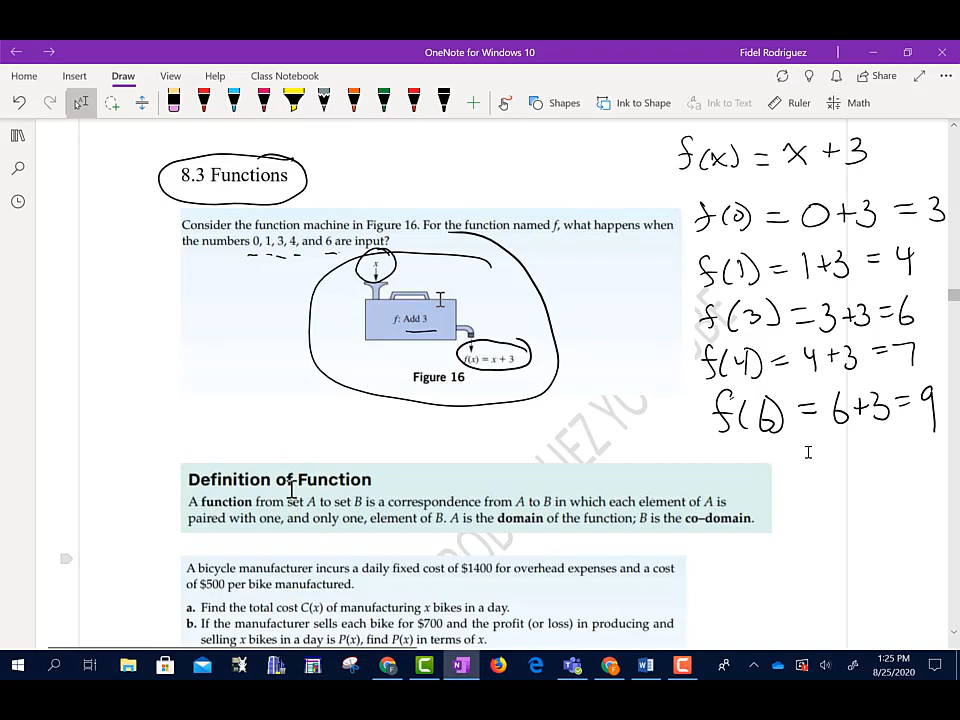 OneNote for Windows 10
Fidel Rodriguez
Home Insert Draw View Help Class Notebook
Share
Shapes
Ink to Shape
Ink to Text
Ruler
Math
8.3 Functions
f(x) = x + 3
f(0) = 0+3 = 3
f(1) = 1+3 = 4
f(3) = 3+3 = 6
f(4) = 4+3 = 7
f(6) = 6+3 = 9
Consider the function machine in Figure 16. For the function named f, what happens when
the numbers 0, 1, 3, 4, and 6 are input?
x
f: Add 3
f(x) = x + 3
Figure 16
Definition of Function
A function from set A to set B is a correspondence from A to B in which each element of A is
paired with one, and only one, element of B. A is the domain of the function; B is the co-domain.
A bicycle manufacturer incurs a daily fixed cost of $1400 for overhead expenses and a cost
of $500 per bike manufactured.
a. Find the total cost C(x) of manufacturing x bikes in a day.
b. If the manufacturer sells each bike for $700 and the profit (or loss) in producing and
selling x bikes in a day is P(x), find P(x) in terms of x.
1:25 PM
8/25/2020